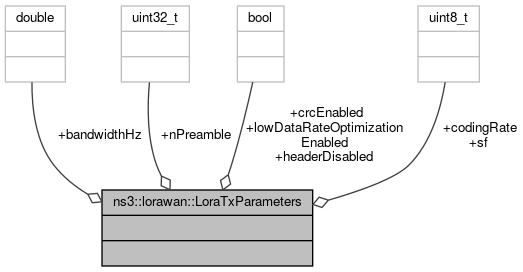 double
uint32_t
bool
uint8_t
+bandwidthHz
+nPreamble
+crcEnabled
+lowDataRateOptimization
Enabled
+headerDisabled
+codingRate
+sf
ns3::lorawan::LoraTxParameters